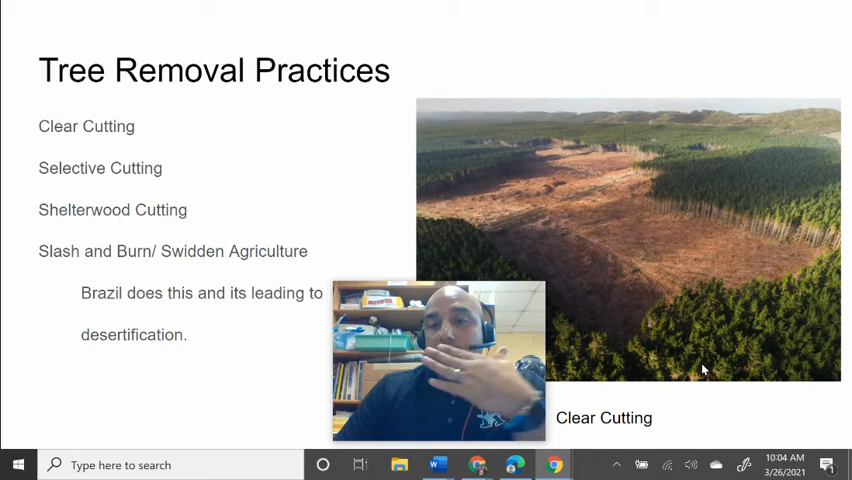 Tree Removal Practices
Clear Cutting
Selective Cutting
Shelterwood Cutting
Slash and Burn/ Swidden Agriculture
Brazil does this and its leading to
desertification.
Clear Cutting
Type here to search
10:04 AM
3/26/2021
1